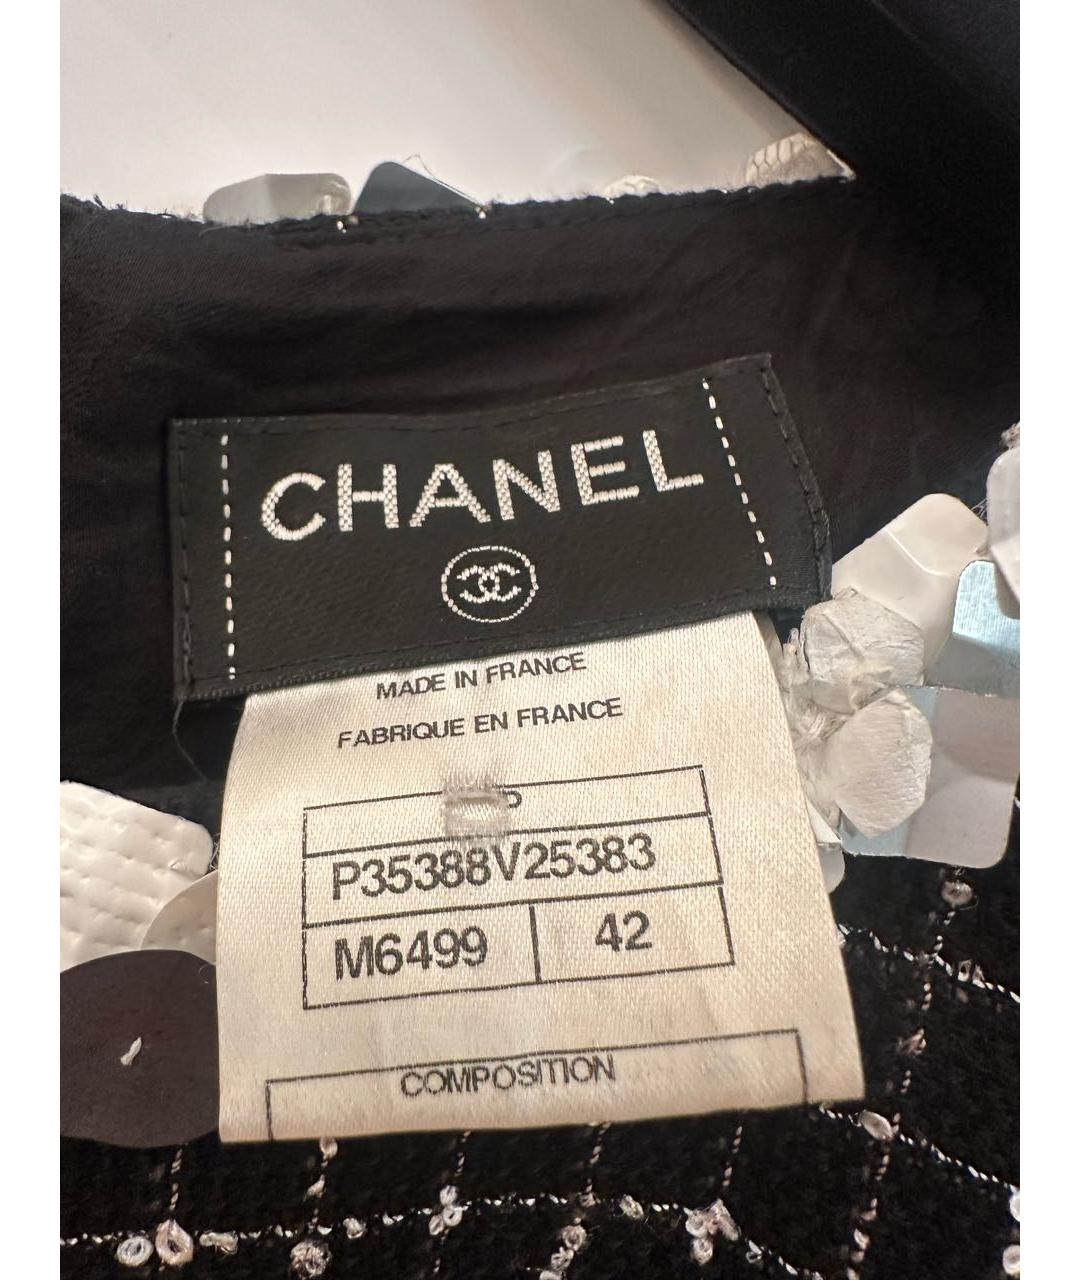 CHANEL
MADE IN FRANCE
FABRIQUE EN FRANCE
P35388V25383
M6499 42
COMPOSITION